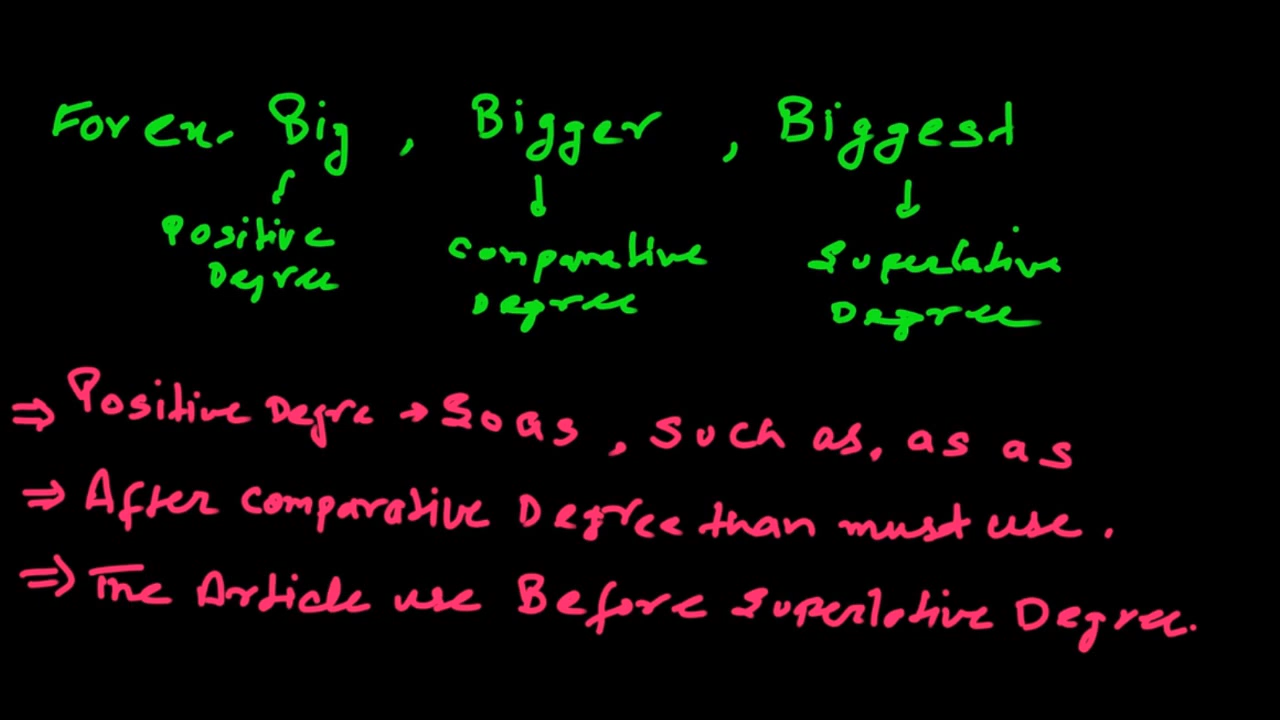 For ex. Big , Bigger , Biggest
Positive Degree
Comparative Degree
Superlative Degree
⇒ Positive Degre → So as , Such as, as as
⇒ After Comparative Degree than must use .
⇒ The Article use Before Superlative Degree.